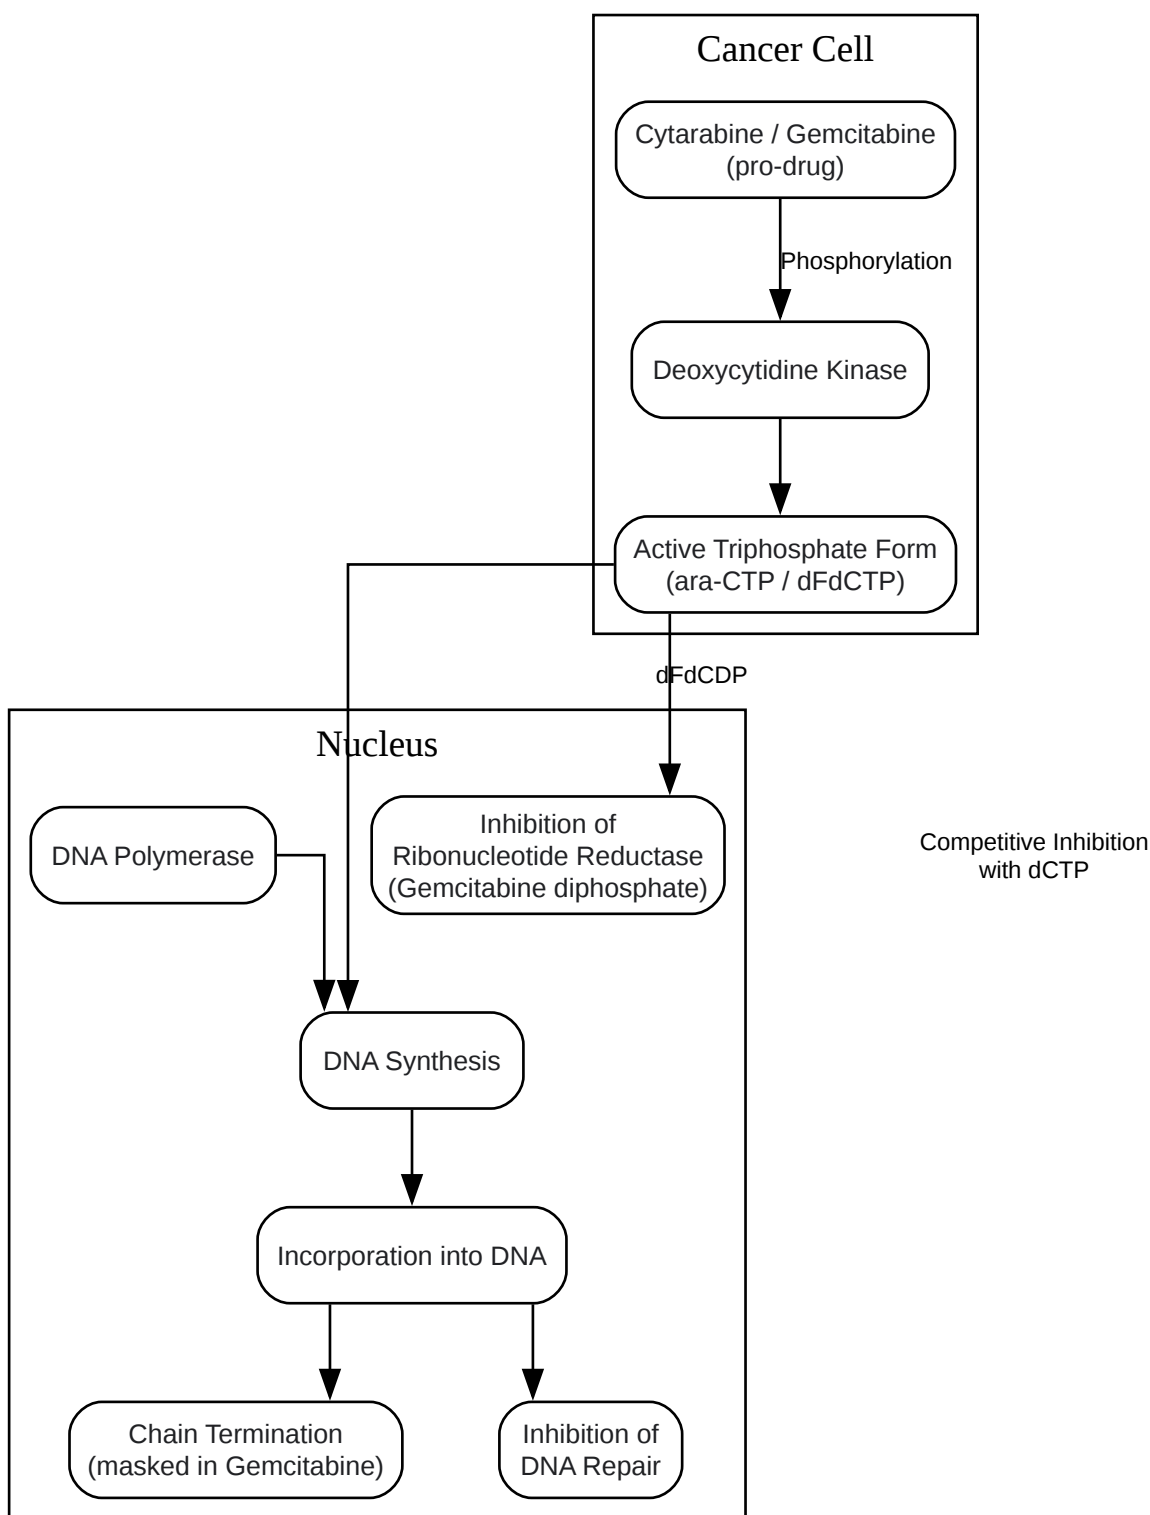 Cancer Cell
Cytarabine / Gemcitabine
(pro-drug)
Phosphorylation
Deoxycytidine Kinase
Active Triphosphate Form
(ara-CTP / dFdCTP)
dFdCDP
Nucleus
DNA Polymerase
Inhibition of
Ribonucleotide Reductase
(Gemcitabine diphosphate)
Competitive Inhibition
with dCTP
DNA Synthesis
Incorporation into DNA
Chain Termination
(masked in Gemcitabine)
Inhibition of
DNA Repair